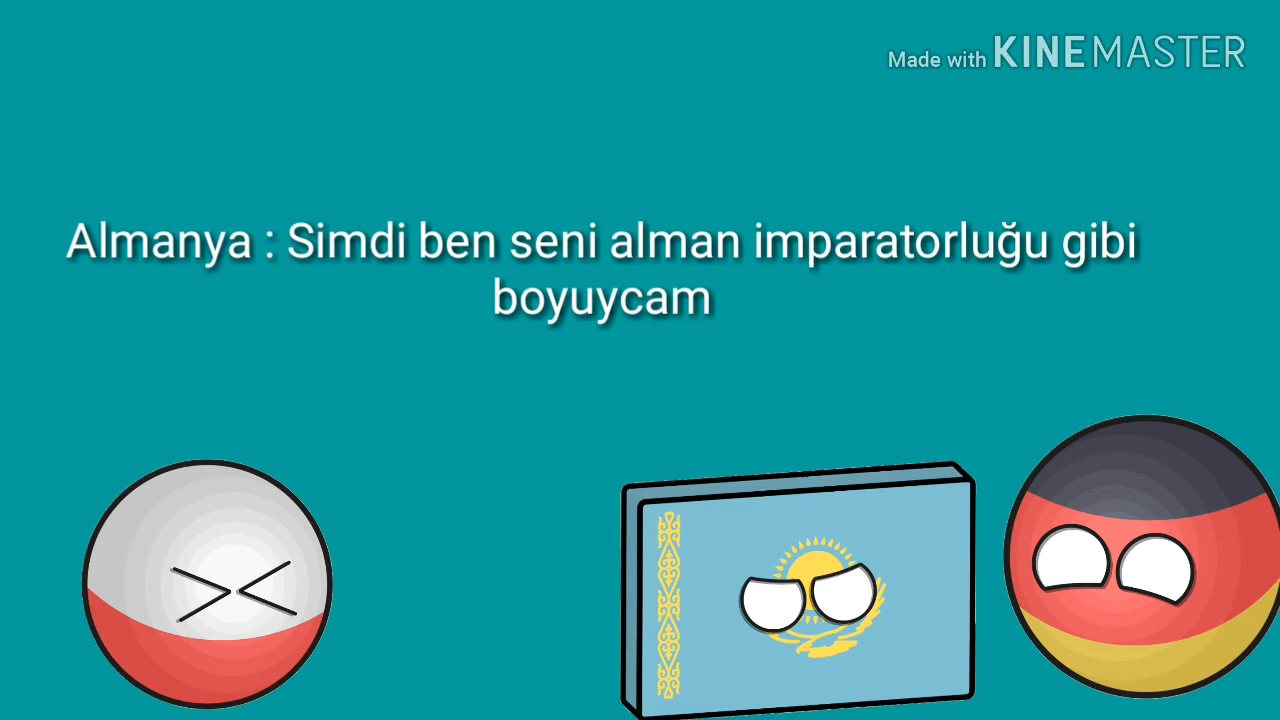 Made with KINEMASTER
Almanya : Simdi ben seni alman imparatorluğu gibi
boyuycam